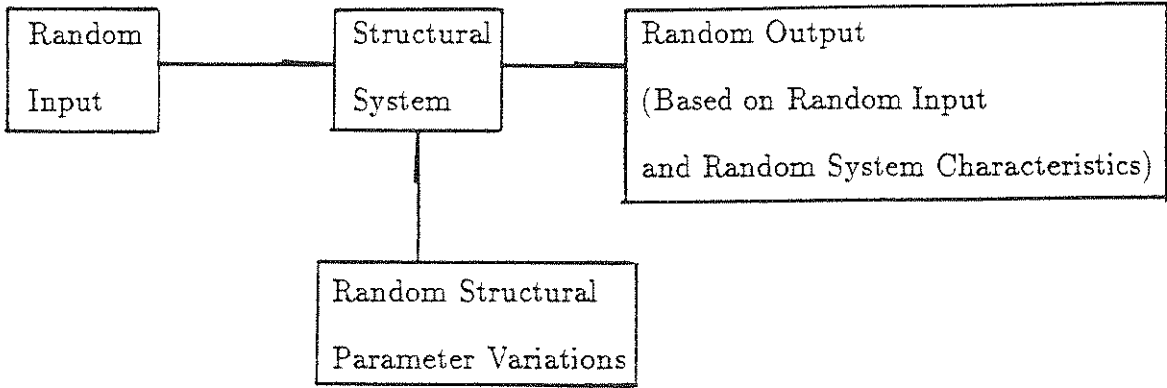 Random
Input
Structural
System
Random Output
(Based on Random Input
and Random System Characteristics)
Random Structural
Parameter Variations